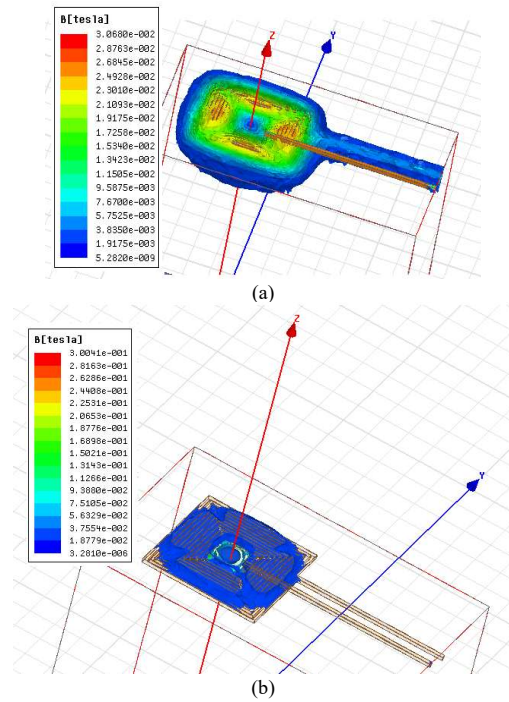 B[tesla]
3.0680e-002
2.8763e-002
2.6845e-002
2.4928e-002
2.3010e-002
2.1093e-002
1.9175e-002
1.7258e-002
1.5340e-002
1.3423e-002
1.1505e-002
9.5875e-003
7.6700e-003
5.7525e-003
3.8350e-003
1.9175e-003
5.2820e-009
Z
Y
(a)
B[tesla]
3.0041e-001
2.8163e-001
2.6286e-001
2.4408e-001
2.2531e-001
2.0653e-001
1.8776e-001
1.6898e-001
1.5021e-001
1.3143e-001
1.1266e-001
9.3880e-002
7.5105e-002
5.6329e-002
3.7554e-002
1.8779e-002
3.2810e-006
Z
Y
(b)